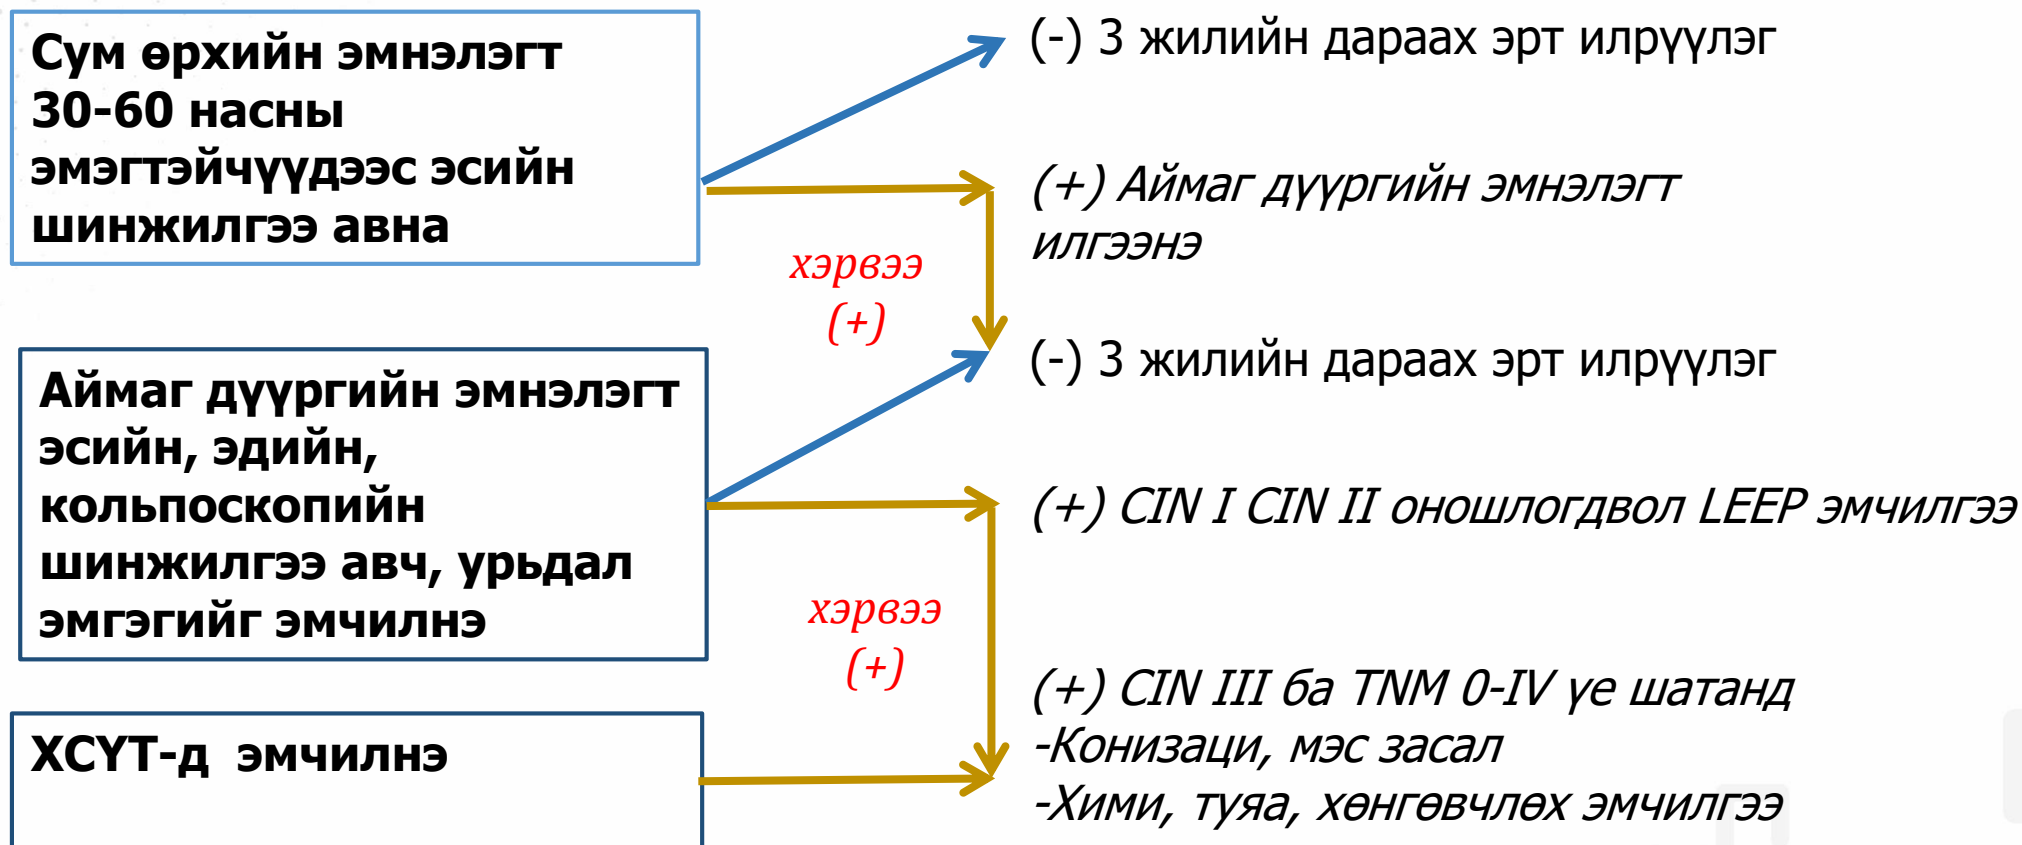 Сум өрхийн эмнэлэгт
30-60 насны
эмэгтэйчүүдээс эсийн
шинжилгээ авна
(-) 3 жилийн дараах эрт илрүүлэг
(+) Аймаг дүүргийн эмнэлэгт
илгээнэ
хэрвээ
(+)
Аймаг дүүргийн эмнэлэгт
эсийн, эдийн,
кольпоскопийн
шинжилгээ авч, урьдал
эмгэгийг эмчилнэ
(-) 3 жилийн дараах эрт илрүүлэг
(+) CIN I CIN II оношлогдвол LEEP эмчилгээ
хэрвээ
(+)
ХСҮТ-д эмчилнэ
(+) CIN III ба TNM 0-IV үе шатанд
-Конизаци, мэс засал
-Хими, туяа, хөнгөвчлөх эмчилгээ